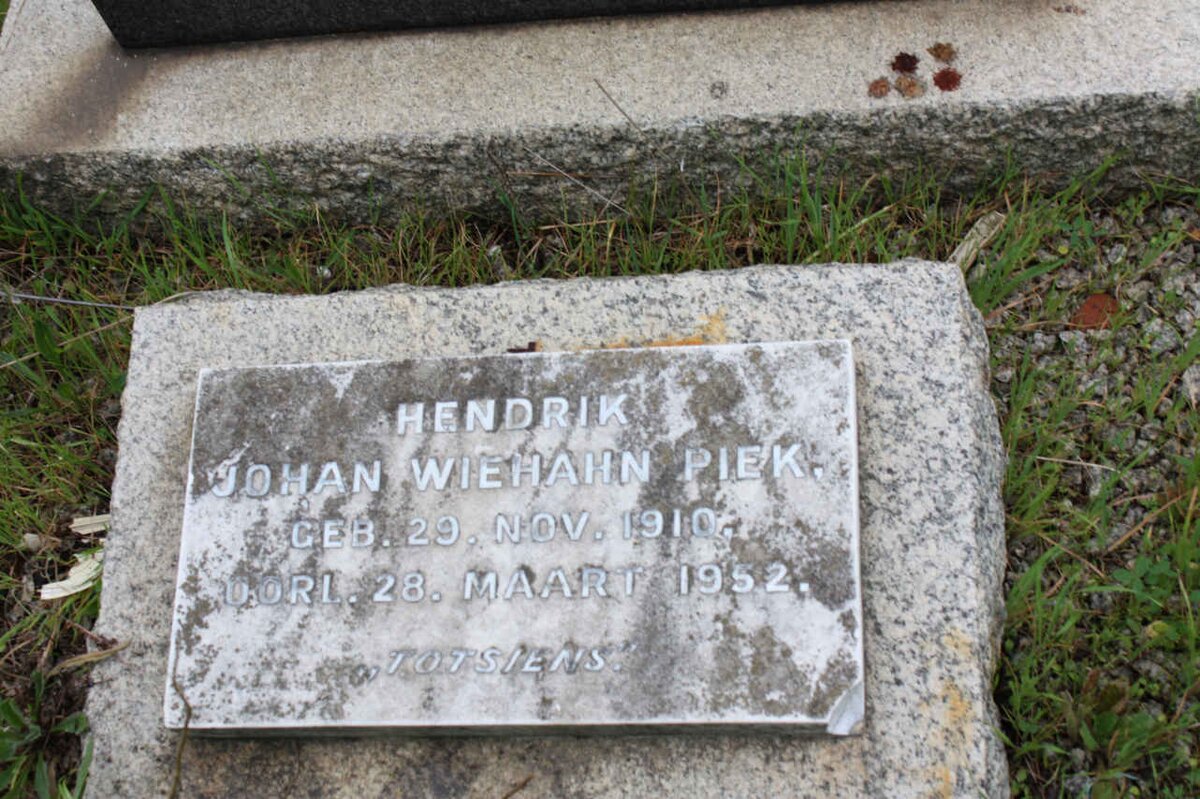 HENDRIK
JOHAN WIEHAHN PIEK,
GEB. 29. NOV. 1910,
OORL. 28. MAART 1952.
„TOTSIENS.”